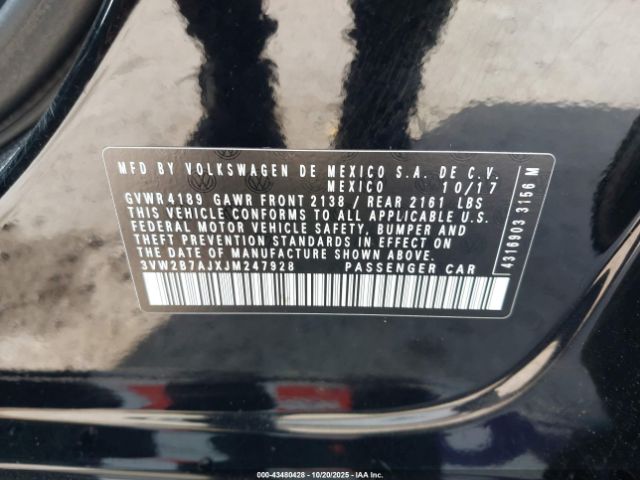 MFD BY VOLKSWAGEN DE MEXICO S.A. DE C.V.
MEXICO 10/17
GVWR 4189 GAWR FRONT 2138 / REAR 2161 LBS
THIS VEHICLE CONFORMS TO ALL APPLICABLE U.S.
FEDERAL MOTOR VEHICLE SAFETY, BUMPER, AND
THEFT PREVENTION STANDARDS IN EFFECT ON
THE DATE OF MANUFACTURE SHOWN ABOVE.
3VW2B7AJXJM247928 PASSENGER CAR
4316903 3156 M
000-43480428 - 10/20/2025 - IAA Inc.